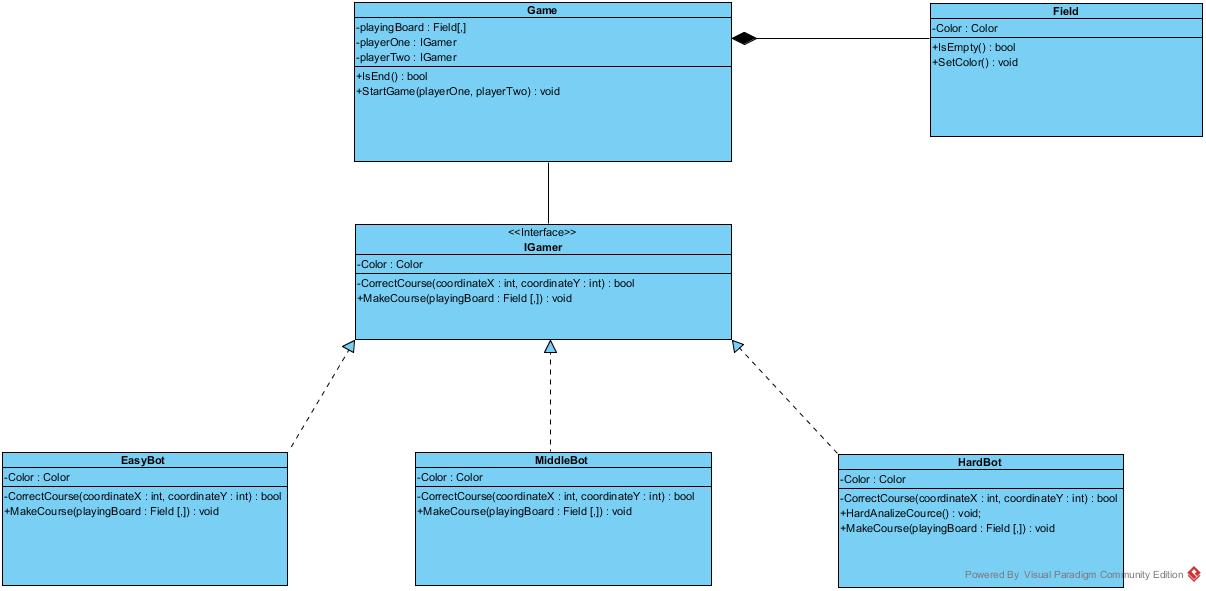 Game
-playingBoard : Field[,]
-playerOne : IGamer
-playerTwo : IGamer
+IsEnd() : bool
+StartGame(playerOne, playerTwo) : void
Field
-Color : Color
+IsEmpty() : bool
+SetColor() : void
<<Interface>>
IGamer
-Color : Color
-CorrectCourse(coordinateX : int, coordinateY : int) : bool
+MakeCourse(playingBoard : Field [,]) : void
EasyBot
-Color : Color
-CorrectCourse(coordinateX : int, coordinateY : int) : bool
+MakeCourse(playingBoard : Field [,]) : void
MiddleBot
-Color : Color
-CorrectCourse(coordinateX : int, coordinateY : int) : bool
+MakeCourse(playingBoard : Field [,]) : void
HardBot
-Color : Color
-CorrectCourse(coordinateX : int, coordinateY : int) : bool
+HardAnalizeCource() : void;
+MakeCourse(playingBoard : Field [,]) : void
Powered By Visual Paradigm Community Edition